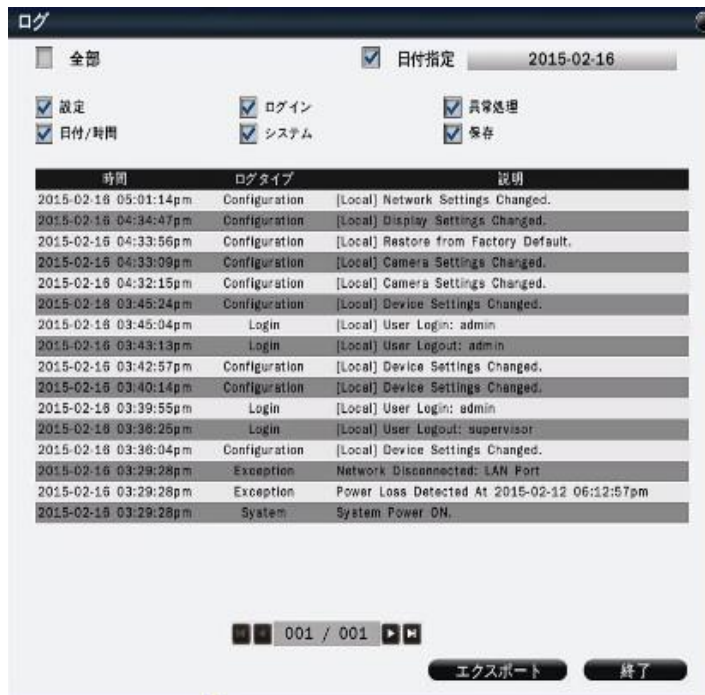 ログ
全部
日付指定 2015-02-16
設定 ログイン 異常処理
日付/時間 システム 保存
時間 ログタイプ 説明
2015-02-16 05:01:14pm Configuration [Local] Network Settings Changed.
2015-02-16 04:34:47pm Configuration [Local] Display Settings Changed.
2015-02-16 04:33:56pm Configuration [Local] Restore from Factory Default.
2015-02-16 04:33:09pm Configuration [Local] Camera Settings Changed.
2015-02-16 04:32:15pm Configuration [Local] Camera Settings Changed.
2015-02-16 03:45:24pm Configuration [Local] Device Settings Changed.
2015-02-16 03:45:04pm Login [Local] User Login: admin
2015-02-16 03:43:13pm Login [Local] User Logout: admin
2015-02-16 03:42:57pm Configuration [Local] Device Settings Changed.
2015-02-16 03:40:14pm Configuration [Local] Device Settings Changed.
2015-02-16 03:39:55pm Login [Local] User Login: admin
2015-02-16 03:36:25pm Login [Local] User Logout: supervisor
2015-02-16 03:36:04pm Configuration [Local] Device Settings Changed.
2015-02-16 03:29:28pm Exception Network Disconnected: LAN Port
2015-02-16 03:29:28pm Exception Power Loss Detected At 2015-02-12 06:12:57pm
2015-02-16 03:29:28pm System System Power ON.
001 / 001
エクスポート 終了